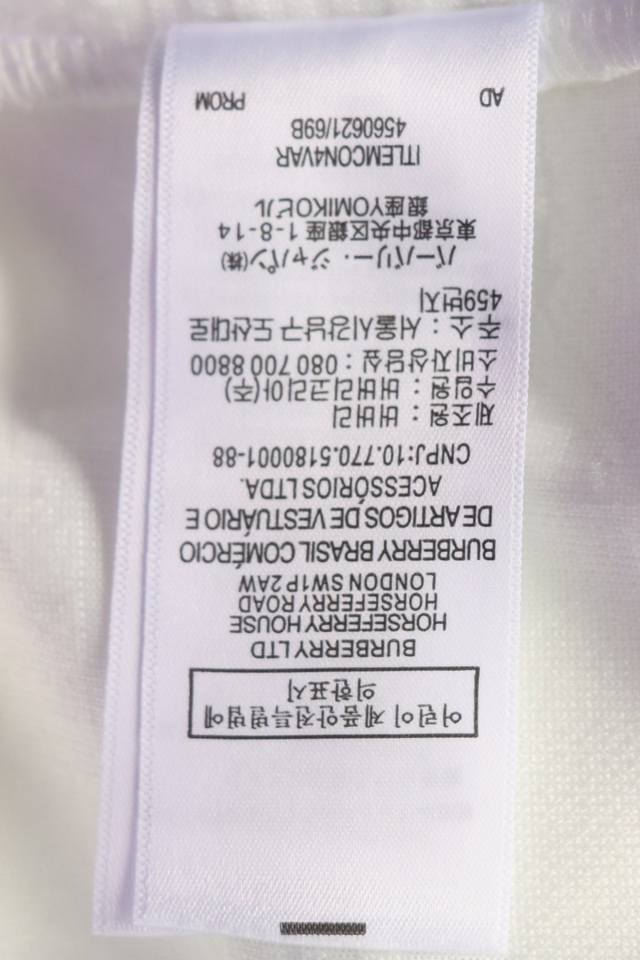 어린이제품안전특별법에
의한표시
BURBERRY LTD
HORSEFERRY HOUSE
HORSEFERRY ROAD
LONDON SW1P 2AW
BURBERRY BRASIL COMÉRCIO
DE ARTIGOS DE VESTUÁRIO E
ACESSÓRIOS LTDA.
CNPJ:10.770.5180001-88
제조원 : 버버리
수입원 : 버버리코리아(주)
소비자상담실 : 080 700 8800
주소 : 서울시강남구 도산대로
459번지
バーバリー・ジャパン(株)
東京都中央区銀座 1-8-14
銀座YOMIKOビル
ITLEMCON4VAR
4560621/69B
AD PROM